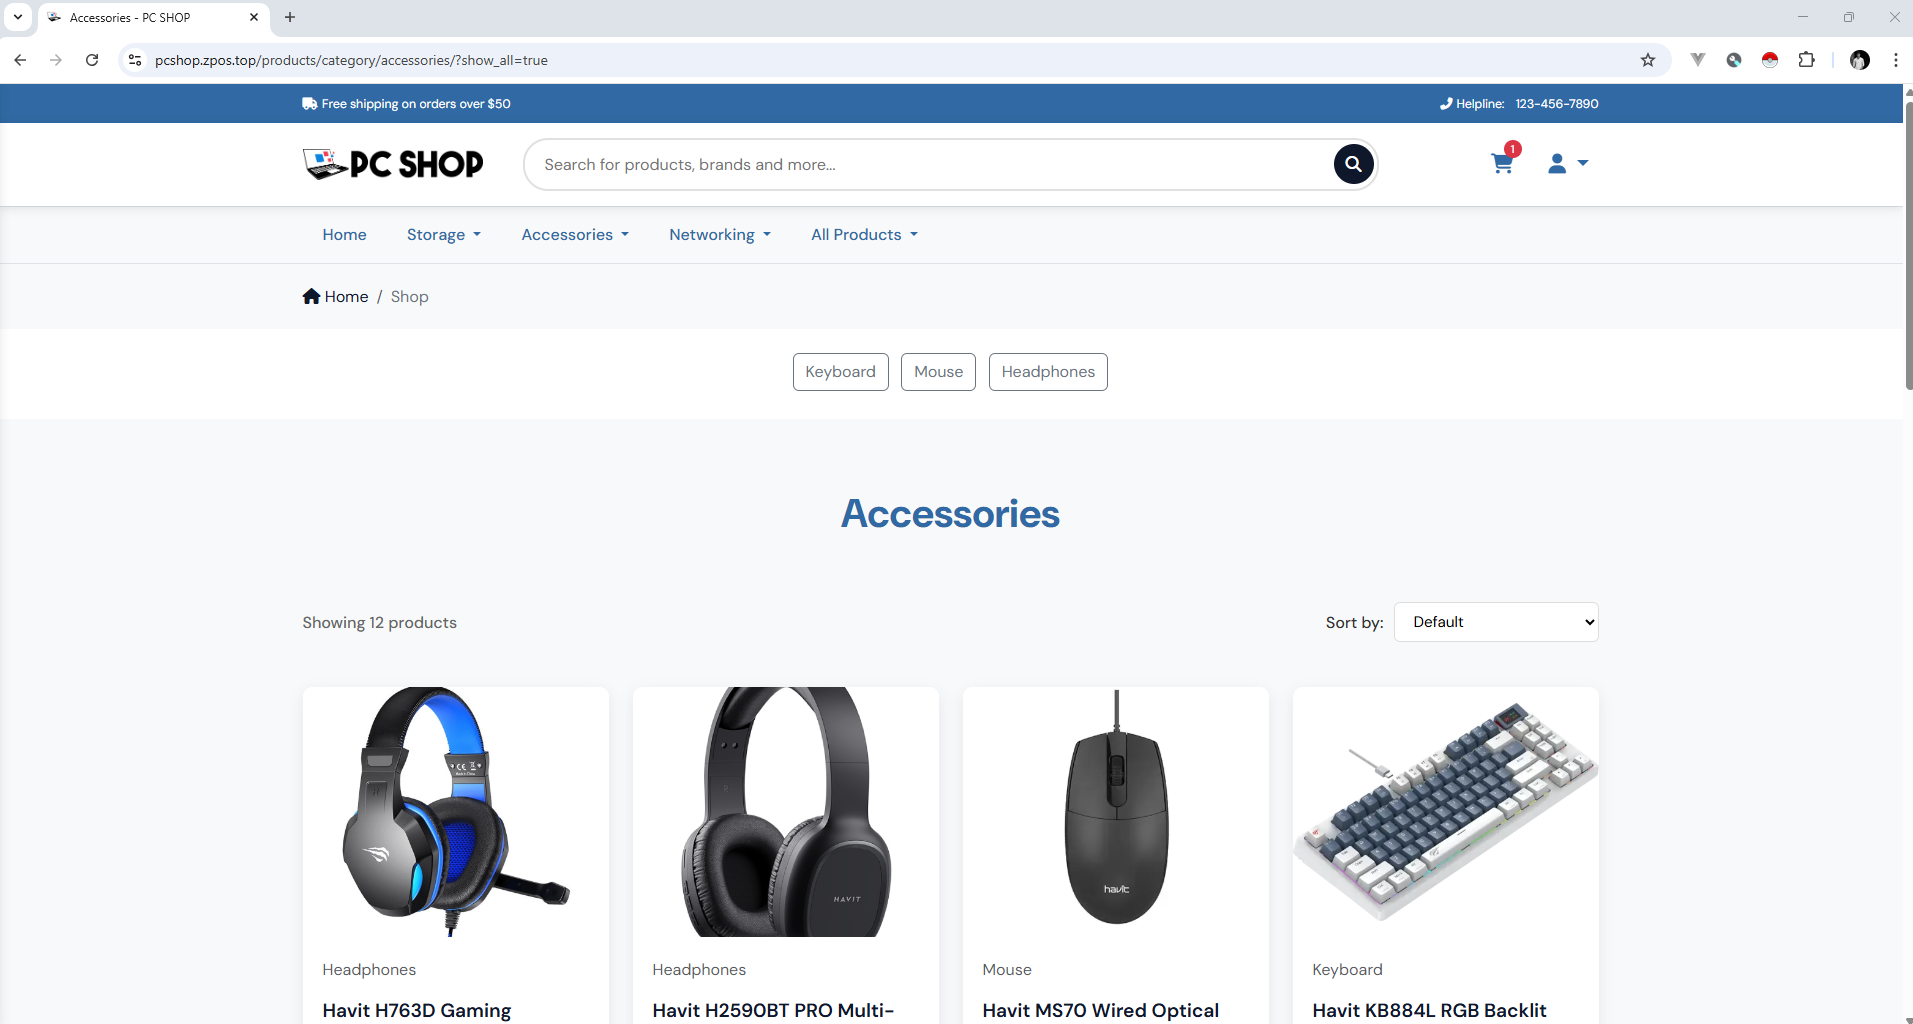 Accessories - PC SHOP
pcshop.zpos.top/products/category/accessories/?show_all=true
Free shipping on orders over $50
Helpline: 123-456-7890
PC SHOP
Search for products, brands and more...
1
Home Storage Accessories Networking All Products
Home / Shop
Keyboard Mouse Headphones
Accessories
Showing 12 products
Sort by: Default
HAVIT
havit
Headphones
Headphones
Mouse
Keyboard
Havit H763D Gaming
Havit H2590BT PRO Multi-
Havit MS70 Wired Optical
Havit KB884L RGB Backlit